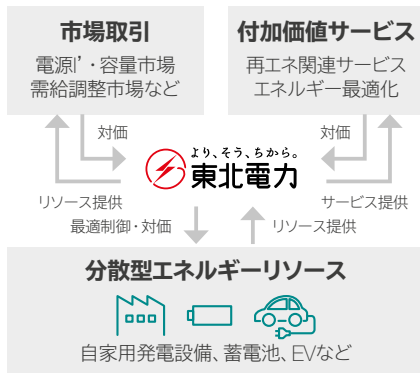 市場取引
電源I’・容量市場
需給調整市場など
付加価値サービス
再エネ関連サービス
エネルギー最適化
対価
対価
より、そう、ちから。
東北電力
リソース提供
サービス提供
最適制御・対価
リソース提供
分散型エネルギーリソース
自家用発電設備、蓄電池、EVなど